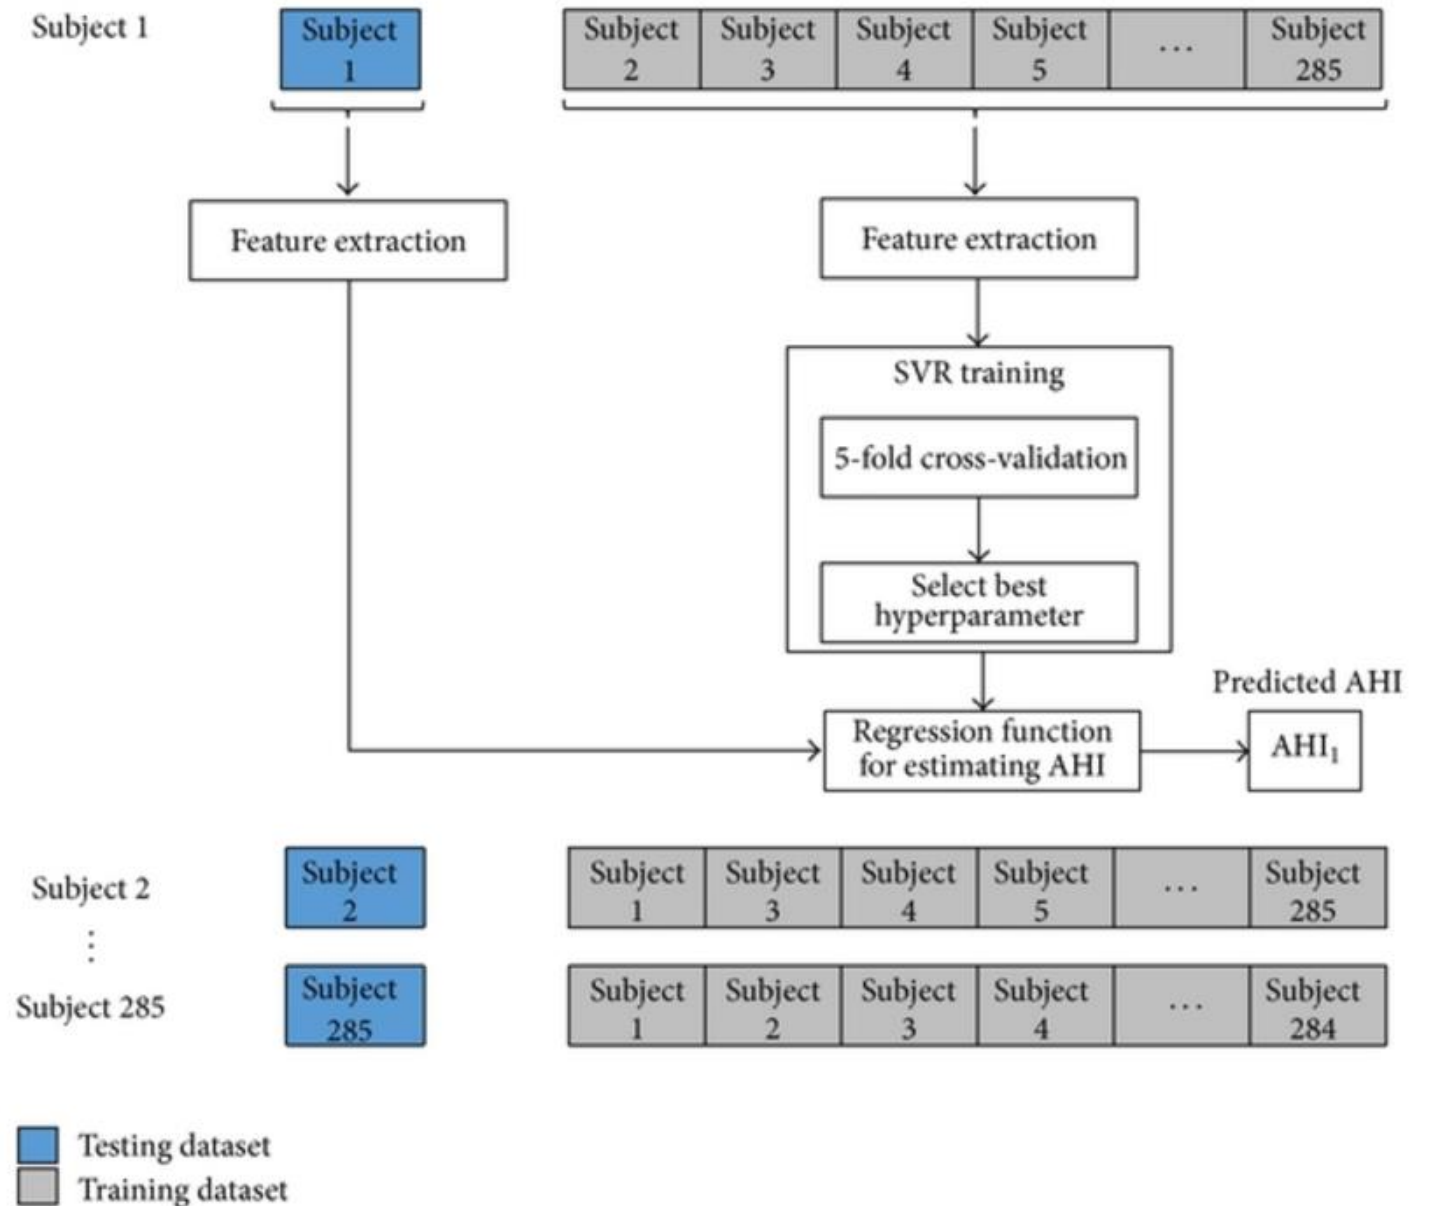 Subject 1
Subject
1
Subject
2
Subject
3
Subject
4
Subject
5
...
Subject
285
Feature extraction
Feature extraction
SVR training
5-fold cross-validation
Select best
hyperparameter
Predicted AHI
Regression function
for estimating AHI
AHI₁
Subject 2
Subject
2
Subject
1
Subject
3
Subject
4
Subject
5
...
Subject
285
⋮
Subject 285
Subject
285
Subject
1
Subject
2
Subject
3
Subject
4
...
Subject
284
Testing dataset
Training dataset